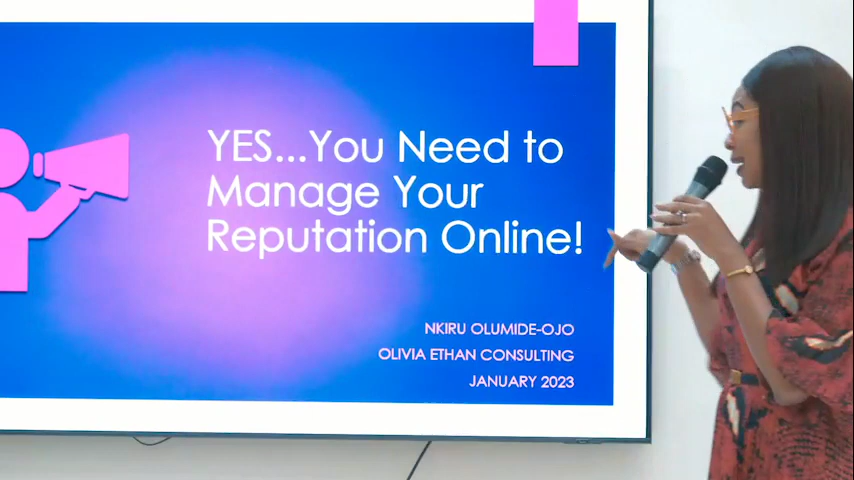 YES...You Need to
Manage Your
Reputation Online!
NKIRU OLUMIDE-OJO
OLIVIA ETHAN CONSULTING
JANUARY 2023